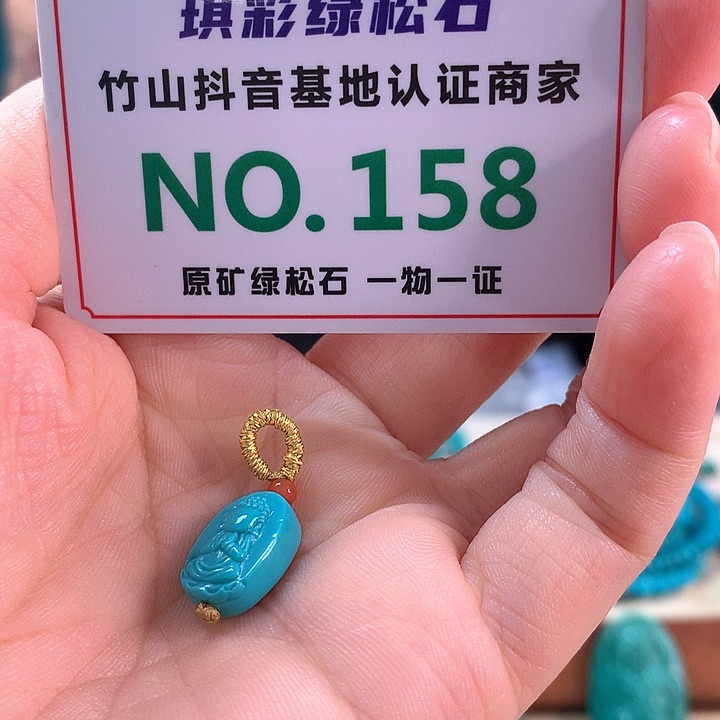 琪彩绿松石
竹山抖音基地认证商家
NO.158
原矿绿松石 一物一证